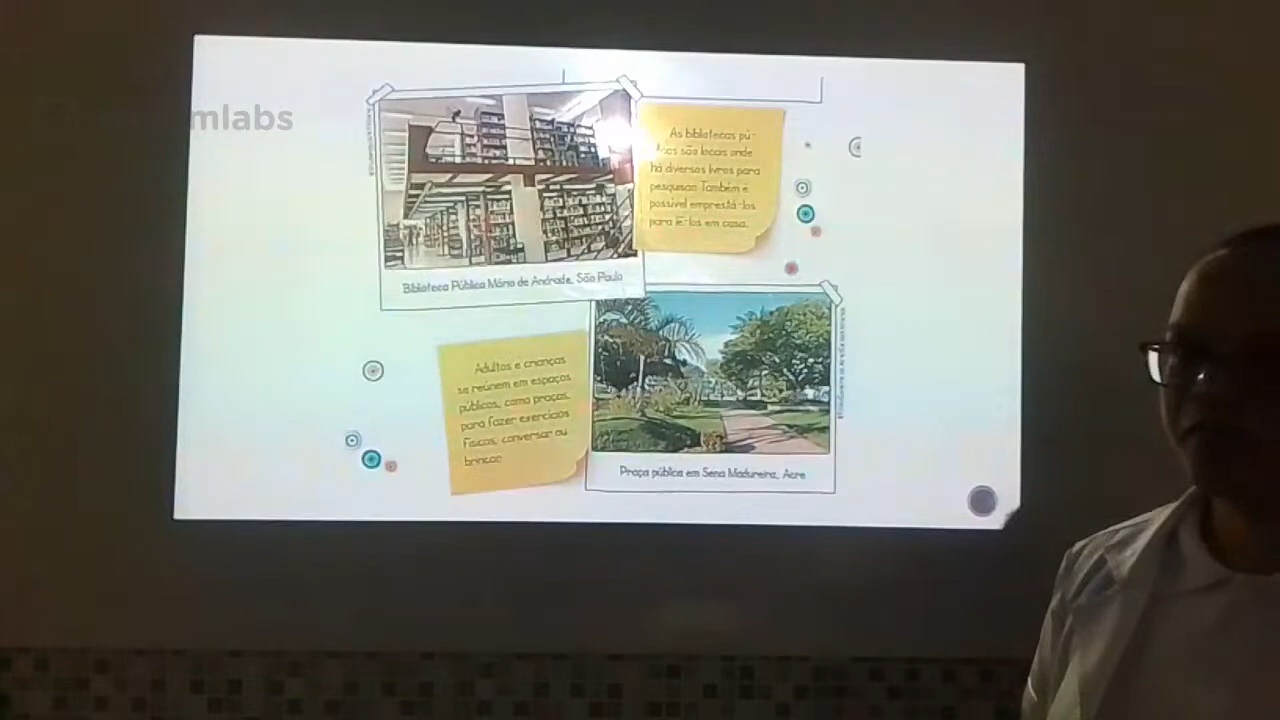 mlabs
As bibliotecas pú-
são locais onde
há diversos livros para
pesquisar. Também é
possível emprestá-los
para lê-los em casa.
Biblioteca Pública Mário de Andrade, São Paulo
Adultos e crianças
se reúnem em espaços
públicos, como praças,
para fazer exercícios
físicos, conversar ou
brincar.
Praça pública em Sena Madureira, Acre